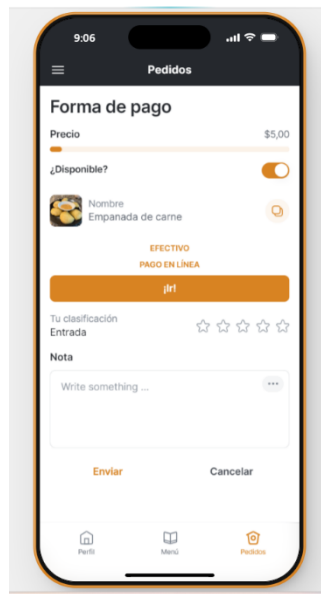 9:06
Pedidos
Forma de pago
Precio $5,00
¿Disponible?
Nombre
Empanada de carne
EFECTIVO
PAGO EN LÍNEA
¡Ir!
Tu clasificación
Entrada
Nota
Write something ...
Enviar Cancelar
Perfil Menú Pedidos